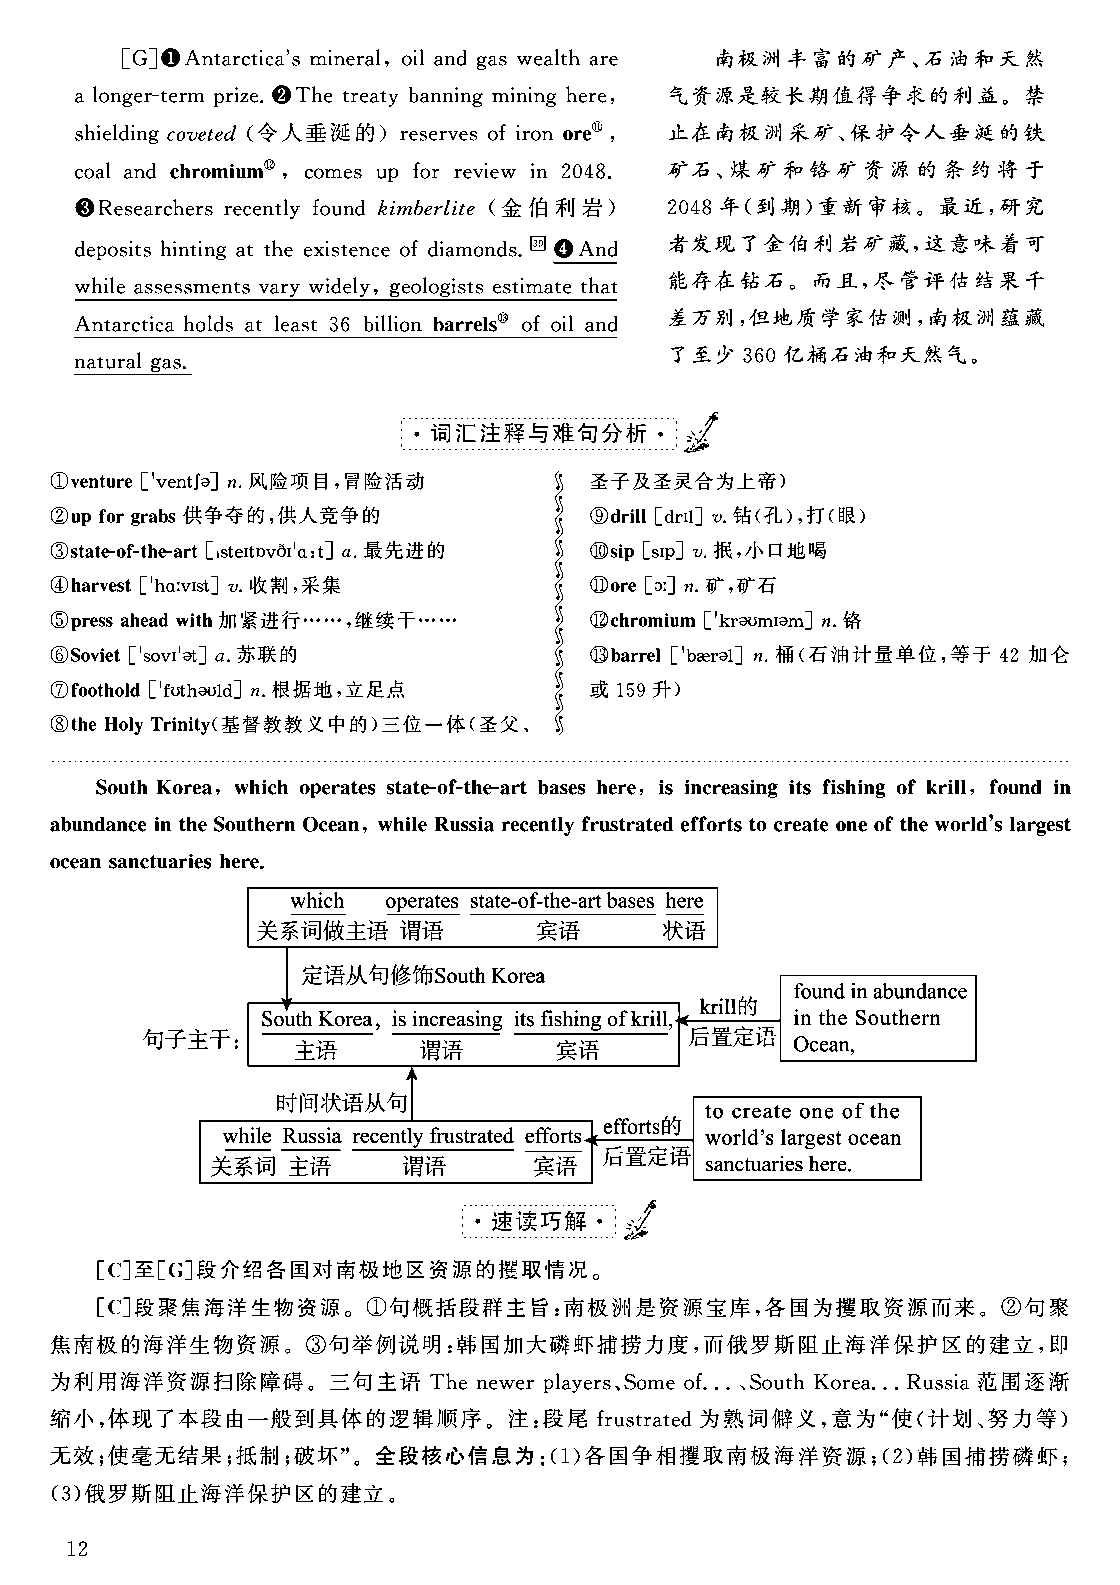 [G]❶Antarctica's mineral, oil and gas wealth are
a longer-term prize. ❷The treaty banning mining here,
shielding coveted (令人垂涎的) reserves of iron ore⑪,
coal and chromium⑫, comes up for review in 2048.
❸Researchers recently found kimberlite (金伯利岩)
deposits hinting at the existence of diamonds. 39 ❹And
while assessments vary widely, geologists estimate that
Antarctica holds at least 36 billion barrels⑬ of oil and
natural gas.
南极洲丰富的矿产、石油和天然
气资源是较长期值得争求的利益。禁
止在南极洲采矿、保护令人垂涎的铁
矿石、煤矿和铬矿资源的条约将于
2048年(到期)重新审核。最近,研究
者发现了金伯利岩矿藏,这意味着可
能存在钻石。而且,尽管评估结果千
差万别,但地质学家估测,南极洲蕴藏
了至少360亿桶石油和天然气。
·词汇注释与难句分析·
①venture [ˈventʃə] n. 风险项目,冒险活动
②up for grabs 供争夺的,供人竞争的
③state-of-the-art [ˌsteɪtɒvðɪˈɑːt] a. 最先进的
④harvest [ˈhɑːvɪst] v. 收割,采集
⑤press ahead with 加紧进行……,继续干……
⑥Soviet [ˈsovɪˈət] a. 苏联的
⑦foothold [ˈfʊthəʊld] n. 根据地,立足点
⑧the Holy Trinity(基督教教义中的)三位一体(圣父、
圣子及圣灵合为上帝)
⑨drill [drɪl] v. 钻(孔),打(眼)
⑩sip [sɪp] v. 抿,小口地喝
⑪ore [ɔː] n. 矿,矿石
⑫chromium [ˈkrəʊmɪəm] n. 铬
⑬barrel [ˈbærəl] n. 桶(石油计量单位,等于 42 加仑
或 159 升)
South Korea, which operates state-of-the-art bases here, is increasing its fishing of krill, found in
abundance in the Southern Ocean, while Russia recently frustrated efforts to create one of the world's largest
ocean sanctuaries here.
which operates state-of-the-art bases here
关系词做主语 谓语 宾语 状语
定语从句修饰South Korea
句子主干:
South Korea, is increasing its fishing of krill,
主语 谓语 宾语
krill的
后置定语
found in abundance
in the Southern
Ocean,
时间状语从句
while Russia recently frustrated efforts
关系词 主语 谓语 宾语
efforts的
后置定语
to create one of the
world's largest ocean
sanctuaries here.
·速读巧解·
[C]至[G]段介绍各国对南极地区资源的攫取情况。
[C]段聚焦海洋生物资源。①句概括段群主旨:南极洲是资源宝库,各国为攫取资源而来。②句聚
焦南极的海洋生物资源。③句举例说明:韩国加大磷虾捕捞力度,而俄罗斯阻止海洋保护区的建立,即
为利用海洋资源扫除障碍。三句主语 The newer players、Some of...、South Korea... Russia 范围逐渐
缩小,体现了本段由一般到具体的逻辑顺序。注:段尾 frustrated 为熟词僻义,意为“使(计划、努力等)
无效;使毫无结果;抵制;破坏”。全段核心信息为:(1)各国争相攫取南极海洋资源;(2)韩国捕捞磷虾;
(3)俄罗斯阻止海洋保护区的建立。
12